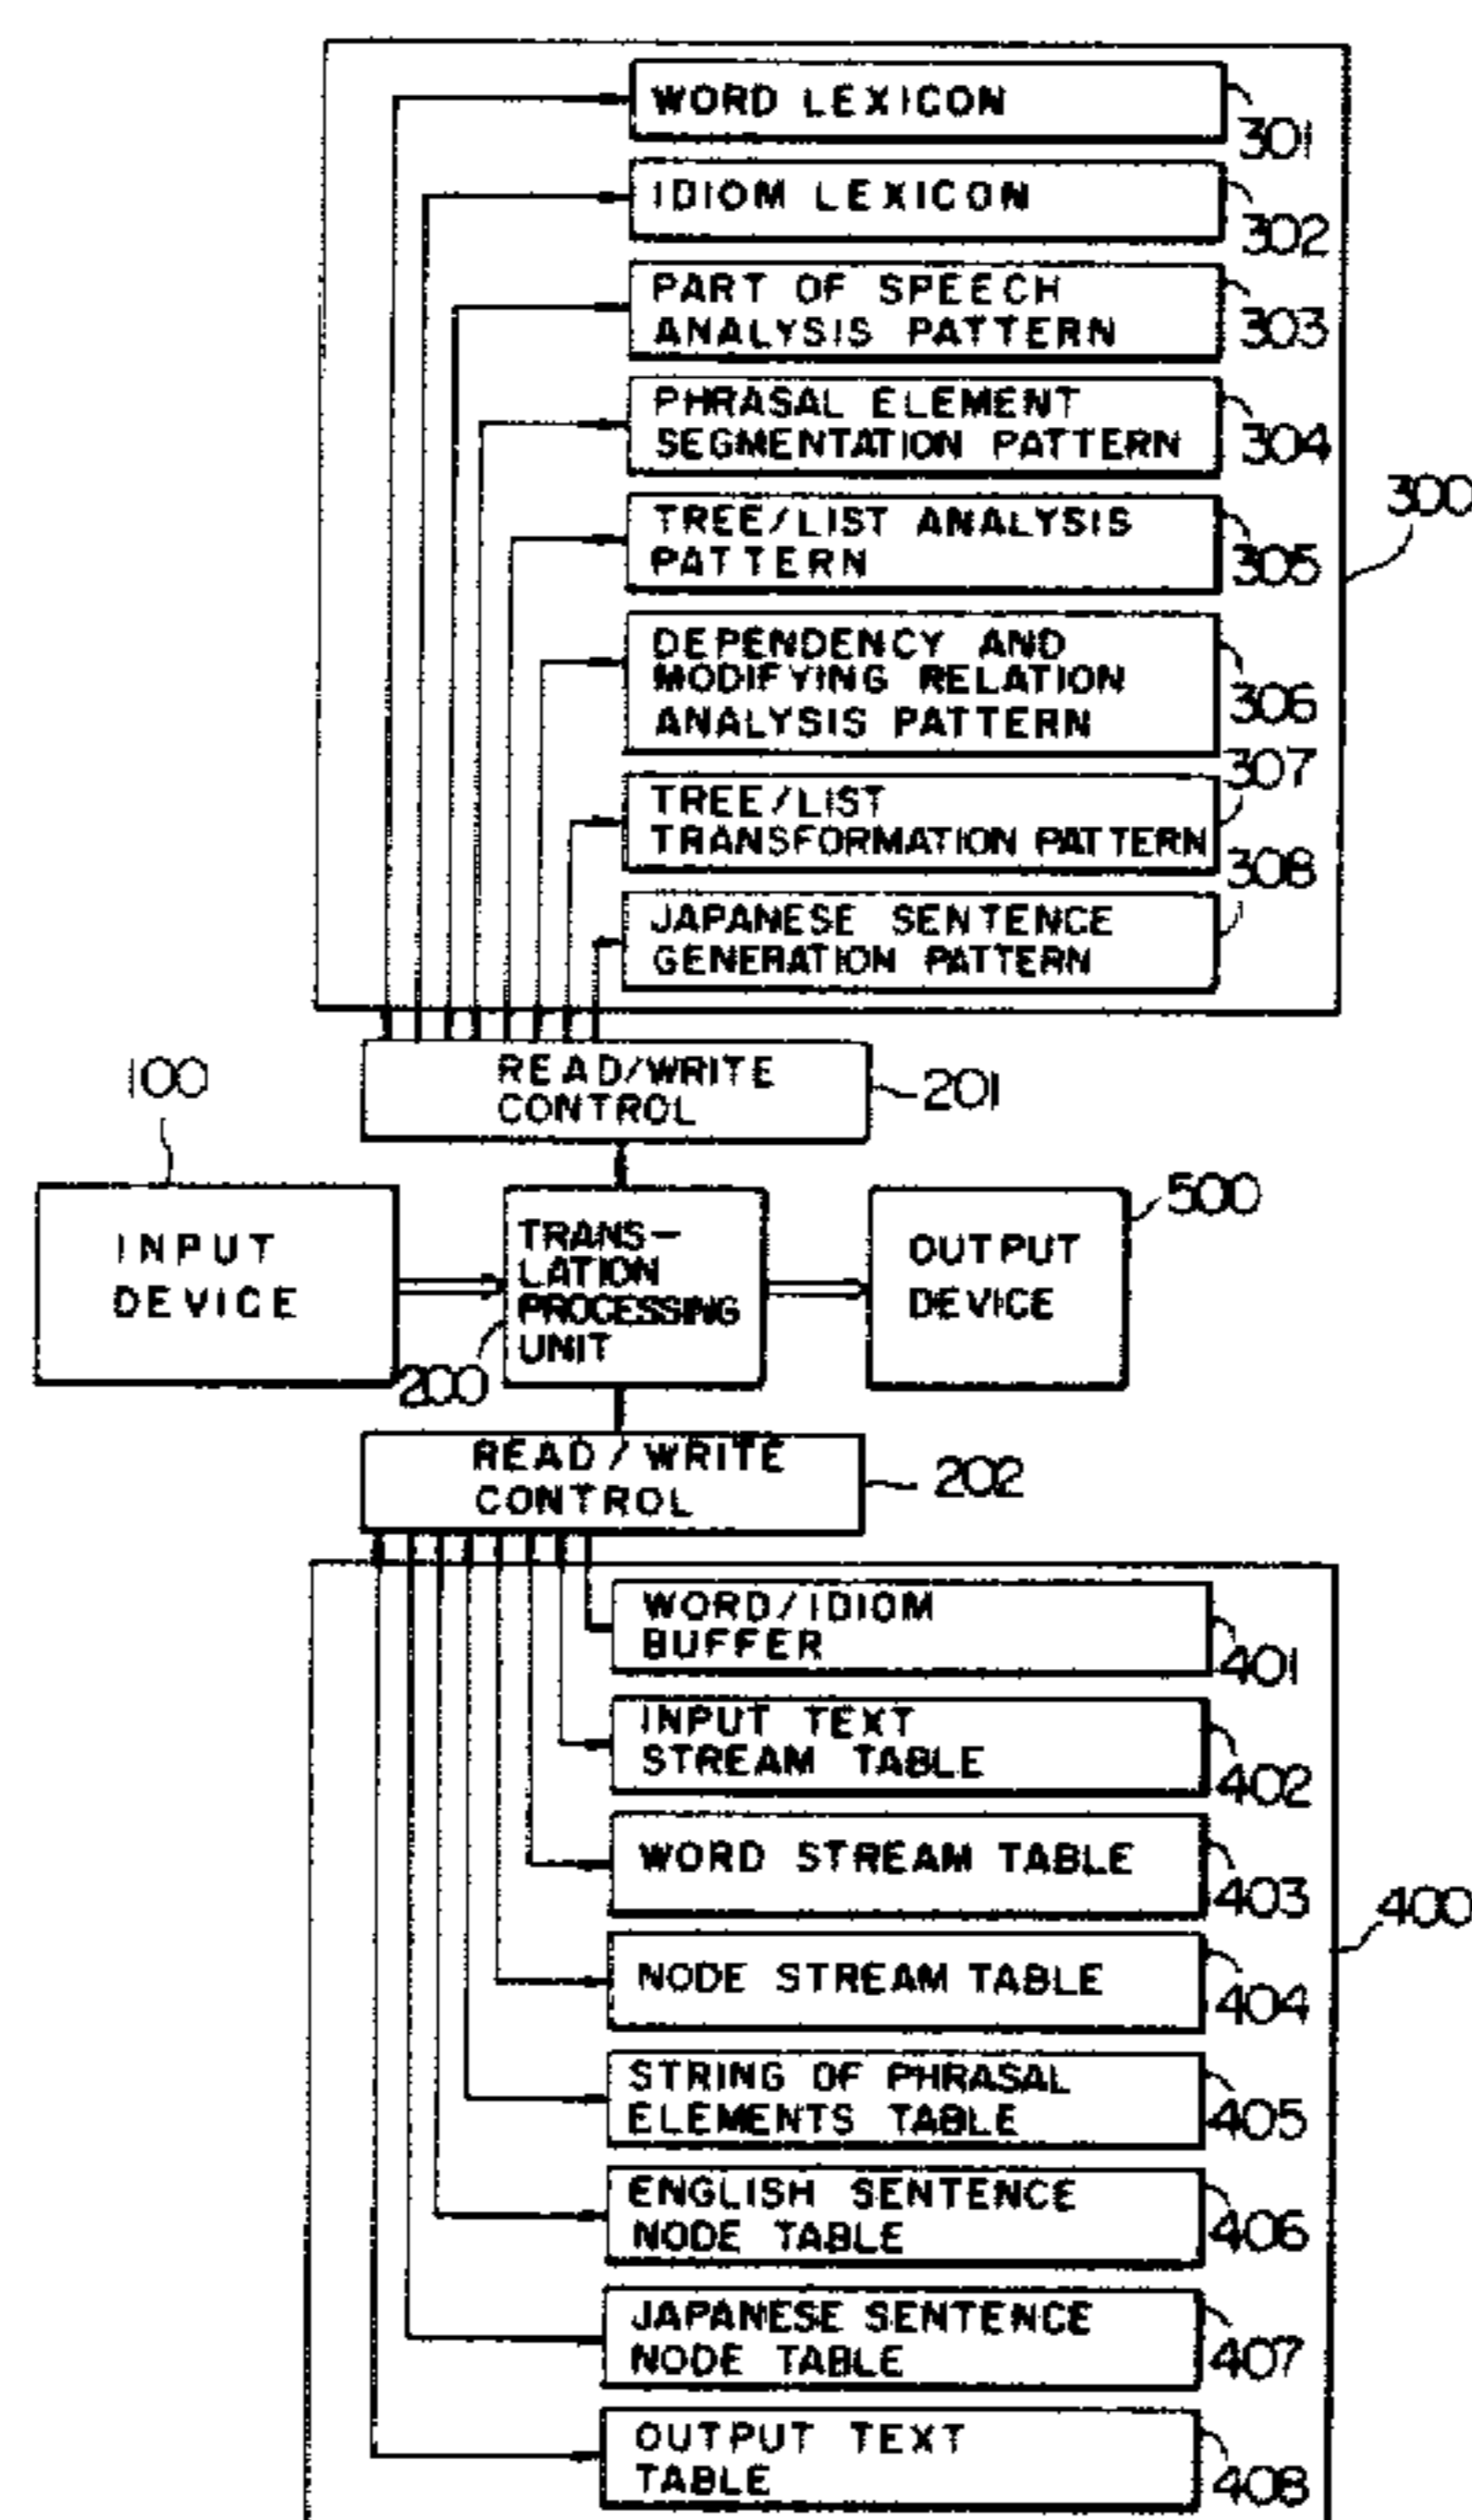 WORD LEXICON
301
IDIOM LEXICON
302
PART OF SPEECH
ANALYSIS PATTERN
303
PHRASAL ELEMENT
SEGMENTATION PATTERN
304
300
TREE/LIST ANALYSIS
PATTERN
305
DEPENDENCY AND
MODIFYING RELATION
ANALYSIS PATTERN
306
307
TREE/LIST
TRANSFORMATION PATTERN
308
JAPANESE SENTENCE
GENERATION PATTERN
READ/WRITE
CONTROL
201
100
INPUT
DEVICE
TRANS-
LATION
PROCESSING
UNIT
200
OUTPUT
DEVICE
500
READ/WRITE
CONTROL
202
WORD/IDIOM
BUFFER
401
INPUT TEXT
STREAM TABLE
402
WORD STREAM TABLE
403
400
NODE STREAM TABLE
404
STRING OF PHRASAL
ELEMENTS TABLE
405
ENGLISH SENTENCE
NODE TABLE
406
JAPANESE SENTENCE
NODE TABLE
407
OUTPUT TEXT
TABLE
408